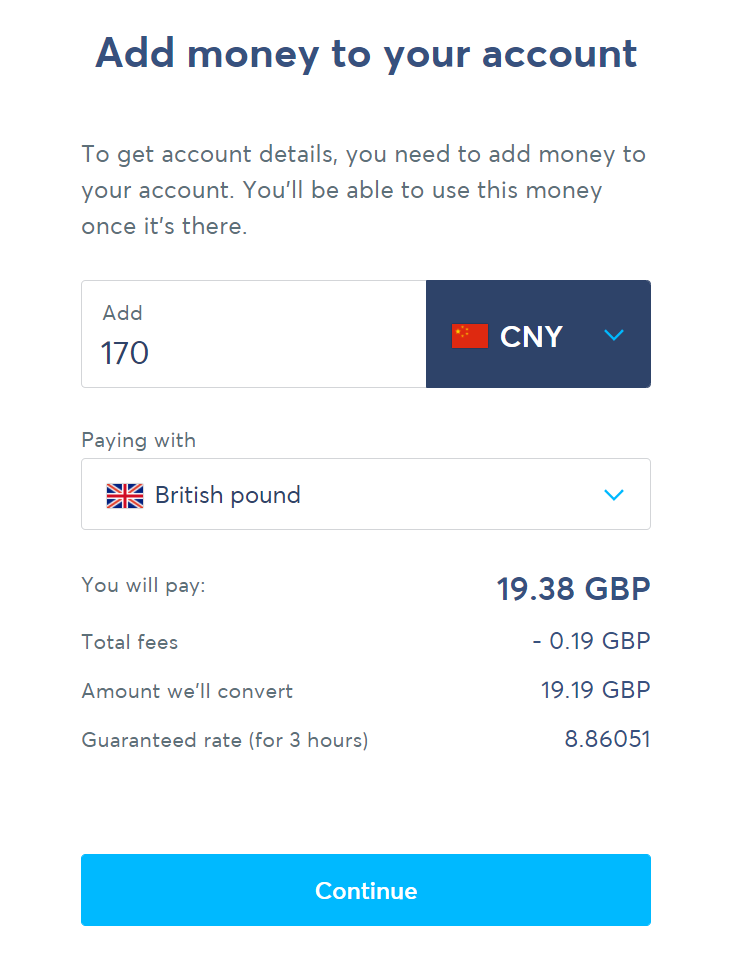 Add money to your account
To get account details, you need to add money to
your account. You'll be able to use this money
once it's there.
Add
170
CNY
Paying with
British pound
You will pay:
19.38 GBP
Total fees
- 0.19 GBP
Amount we'll convert
19.19 GBP
Guaranteed rate (for 3 hours)
8.86051
Continue